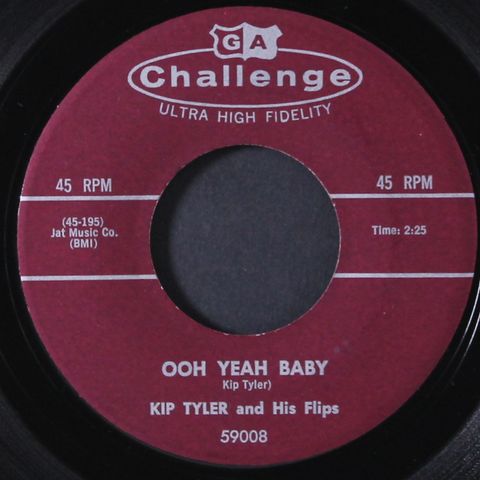 GA
Challenge
ULTRA HIGH FIDELITY
45 RPM
45 RPM
(45-195)
Jat Music Co.
(BMI)
Time: 2:25
OOH YEAH BABY
Kip Tyler)
KIP TYLER and His Flips
59008